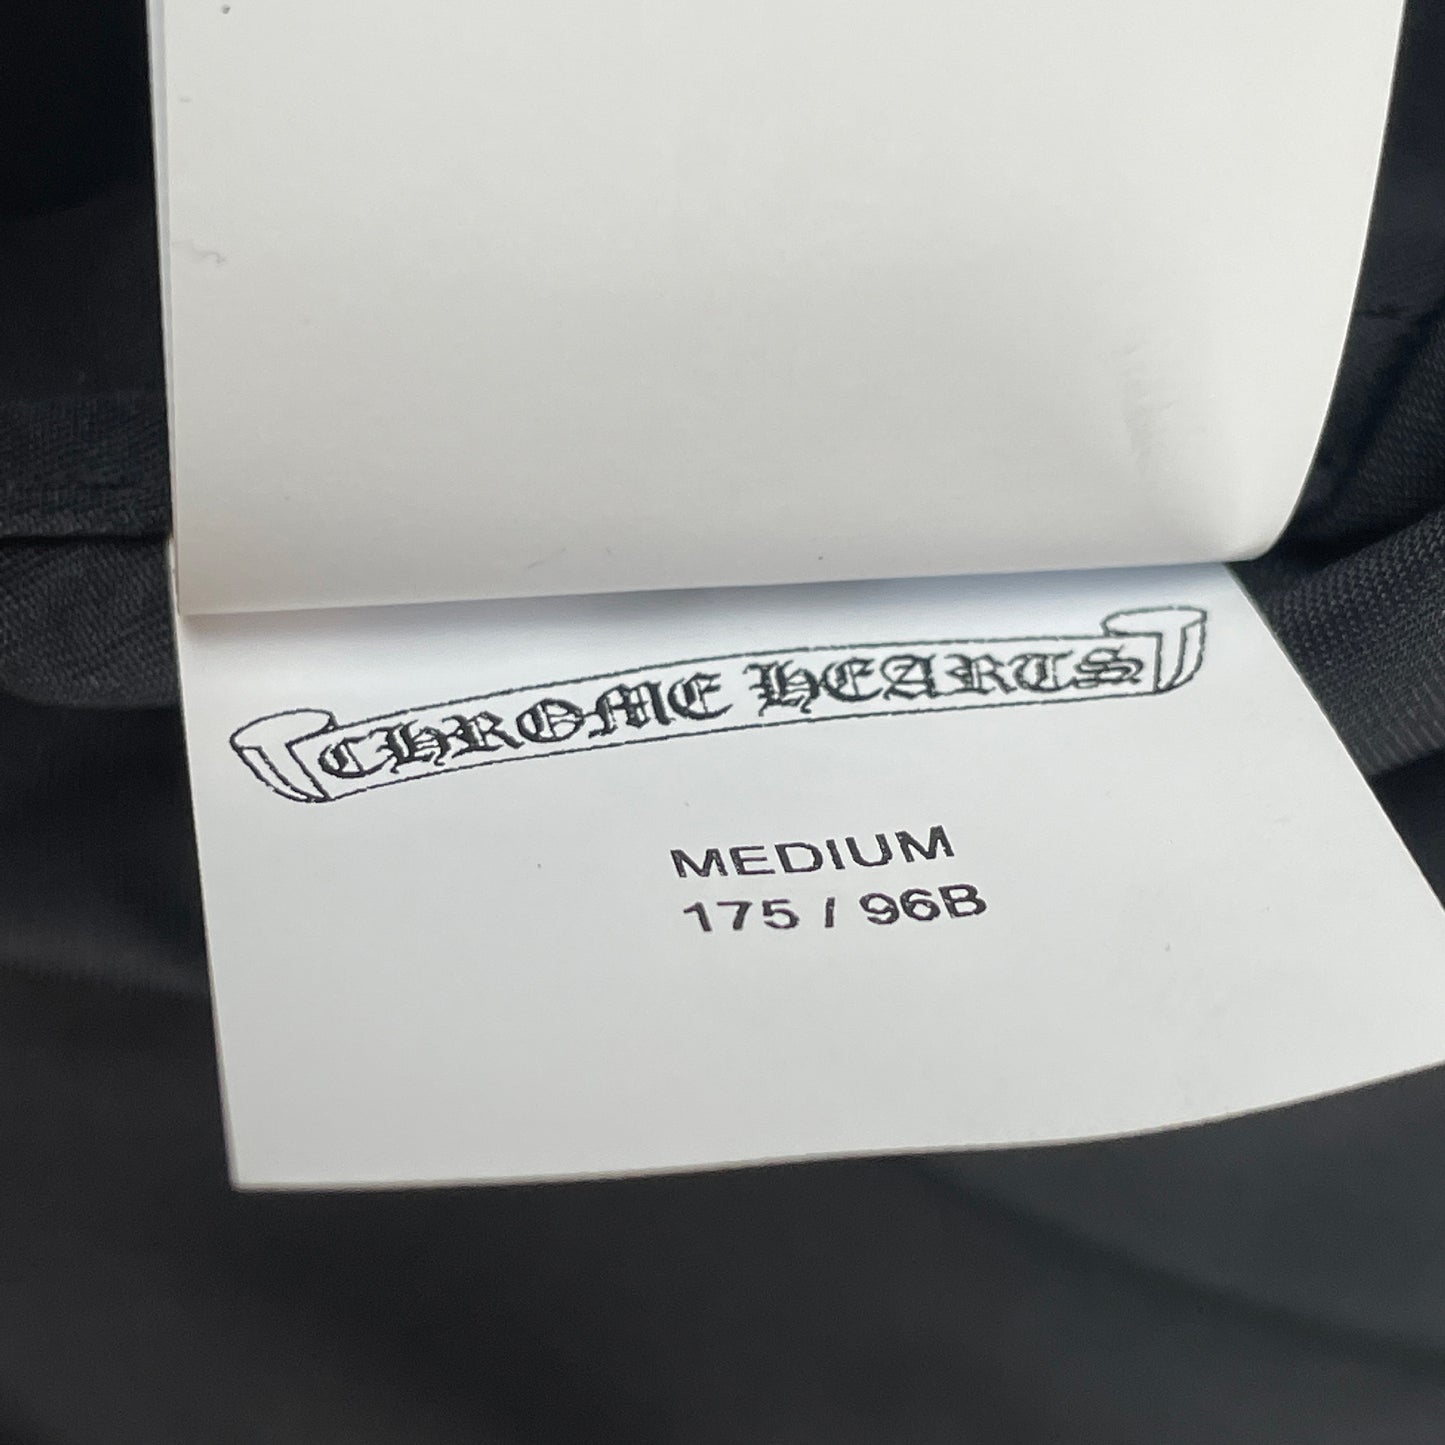 CHROME HEARTS
MEDIUM
175 / 96B